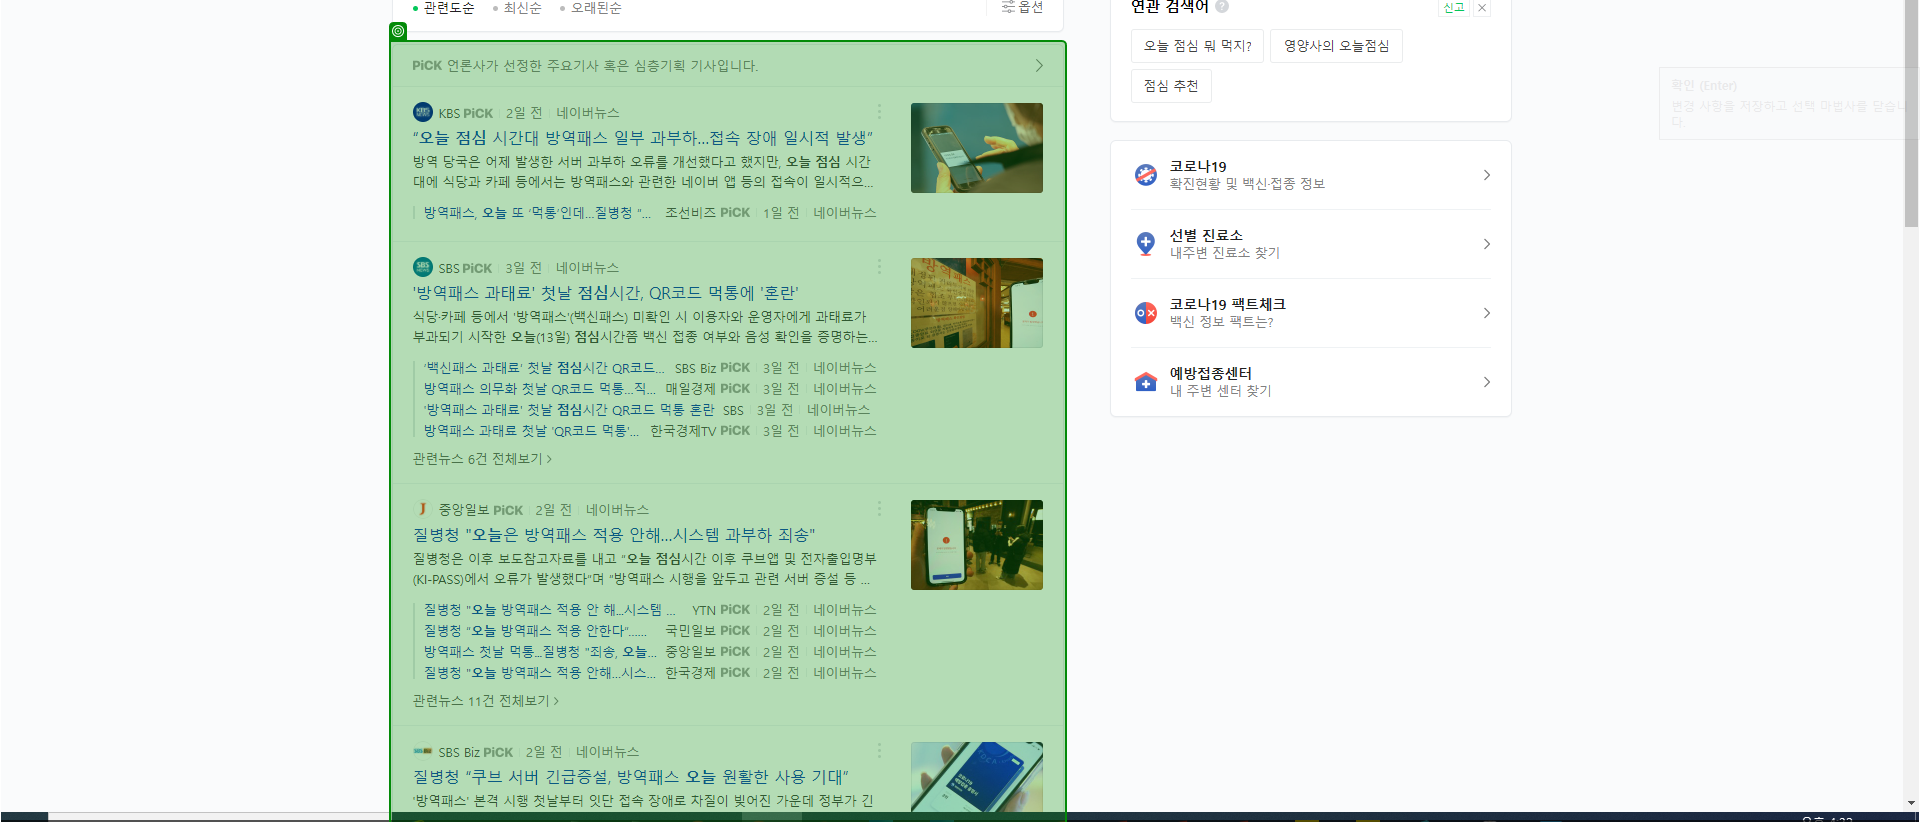 관련도순 최신순 오래된순 옵션
PiCK 언론사가 선정한 주요기사 혹은 심층기획 기사입니다.
KBS PiCK 2일 전 네이버뉴스
“오늘 점심 시간대 방역패스 일부 과부하...접속 장애 일시적 발생”
방역 당국은 어제 발생한 서버 과부하 오류를 개선했다고 했지만, 오늘 점심 시간
대에 식당과 카페 등에서는 방역패스와 관련한 네이버 앱 등의 접속이 일시적으...
방역패스, 오늘 또 '먹통'인데...질병청 “... 조선비즈 PiCK 1일 전 네이버뉴스
SBS PiCK 3일 전 네이버뉴스
'방역패스 과태료' 첫날 점심시간, QR코드 먹통에 '혼란'
식당·카페 등에서 '방역패스'(백신패스) 미확인 시 이용자와 운영자에게 과태료가
부과되기 시작한 오늘(13일) 점심시간쯤 백신 접종 여부와 음성 확인을 증명하는...
'백신패스 과태료' 첫날 점심시간 QR코드... SBS Biz PiCK 3일 전 네이버뉴스
방역패스 의무화 첫날 QR코드 먹통...직... 매일경제 PiCK 3일 전 네이버뉴스
'방역패스 과태료' 첫날 점심시간 QR코드 먹통 혼란 SBS 3일 전 네이버뉴스
방역패스 과태료 첫날 'QR코드 먹통'... 한국경제TV PiCK 3일 전 네이버뉴스
관련뉴스 6건 전체보기
중앙일보 PiCK 2일 전 네이버뉴스
질병청 "오늘은 방역패스 적용 안해...시스템 과부하 죄송"
질병청은 이후 보도참고자료를 내고 “오늘 점심시간 이후 쿠브앱 및 전자출입명부
(KI-PASS)에서 오류가 발생했다”며 “방역패스 시행을 앞두고 관련 서버 증설 등 ...
질병청 "오늘 방역패스 적용 안 해...시스템 ... YTN PiCK 2일 전 네이버뉴스
질병청 “오늘 방역패스 적용 안한다”...... 국민일보 PiCK 2일 전 네이버뉴스
방역패스 첫날 먹통...질병청 "죄송, 오늘... 중앙일보 PiCK 2일 전 네이버뉴스
질병청 "오늘 방역패스 적용 안해...시스... 한국경제 PiCK 2일 전 네이버뉴스
관련뉴스 11건 전체보기
SBS Biz PiCK 2일 전 네이버뉴스
질병청 “쿠브 서버 긴급증설, 방역패스 오늘 원활한 사용 기대”
'방역패스' 본격 시행 첫날부터 잇단 접속 장애로 차질이 빚어진 가운데 정부가 긴
연관 검색어 신고
오늘 점심 뭐 먹지? 영양사의 오늘점심
점심 추천
코로나19
확진현황 및 백신·접종 정보
선별 진료소
내주변 진료소 찾기
코로나19 팩트체크
백신 정보 팩트는?
예방접종센터
내 주변 센터 찾기
확인 (Enter)
변경 사항을 저장하고 선택 마법사를 닫습니
다.